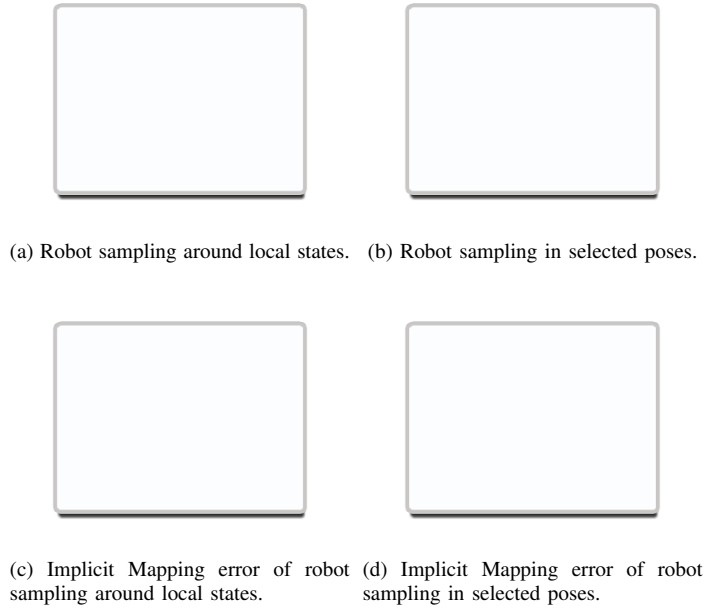 (a) Robot sampling around local states.
(b) Robot sampling in selected poses.
(c) Implicit Mapping error of robot
sampling around local states.
(d) Implicit Mapping error of robot
sampling in selected poses.